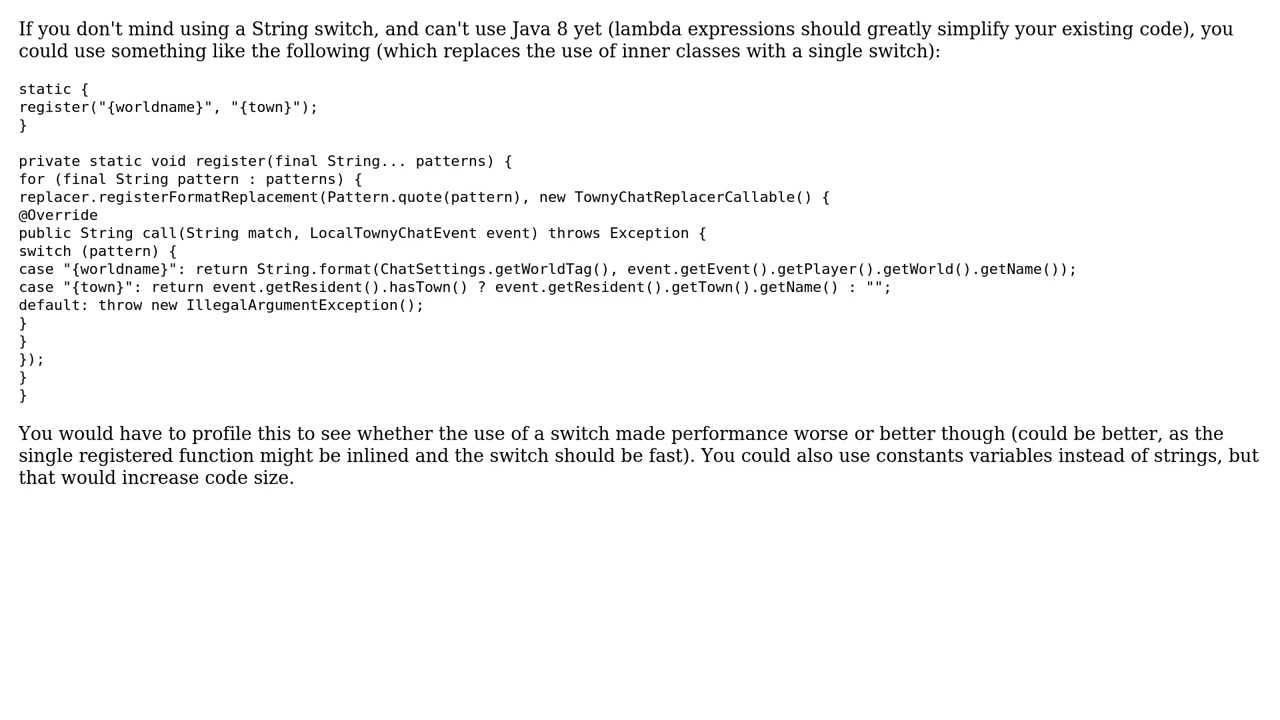 If you don't mind using a String switch, and can't use Java 8 yet (lambda expressions should greatly simplify your existing code), you
could use something like the following (which replaces the use of inner classes with a single switch):
static {
register("{worldname}", "{town}");
}
private static void register(final String... patterns) {
for (final String pattern : patterns) {
replacer.registerFormatReplacement(Pattern.quote(pattern), new TownyChatReplacerCallable() {
@Override
public String call(String match, LocalTownyChatEvent event) throws Exception {
switch (pattern) {
case "{worldname}": return String.format(ChatSettings.getWorldTag(), event.getEvent().getPlayer().getWorld().getName());
case "{town}": return event.getResident().hasTown() ? event.getResident().getTown().getName() : "";
default: throw new IllegalArgumentException();
}
}
});
}
}
You would have to profile this to see whether the use of a switch made performance worse or better though (could be better, as the
single registered function might be inlined and the switch should be fast). You could also use constants variables instead of strings, but
that would increase code size.